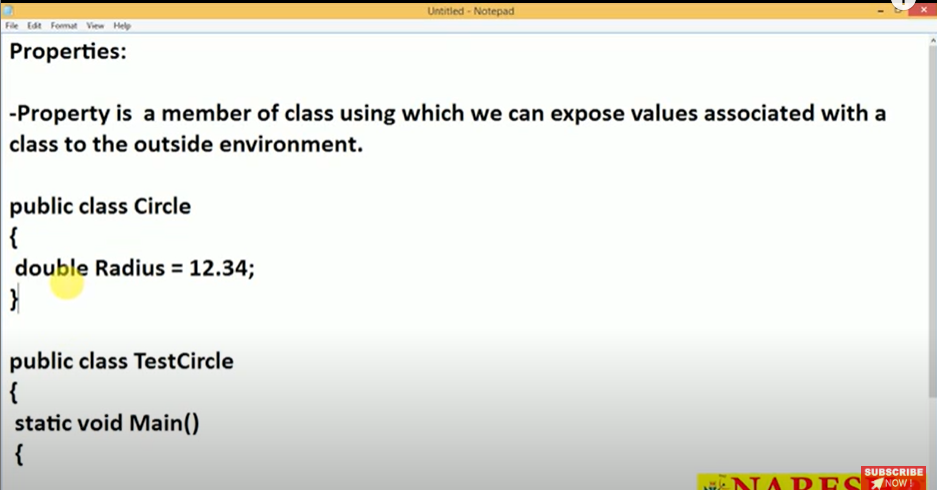 Untitled - Notepad
File Edit Format View Help
Properties:
-Property is a member of class using which we can expose values associated with a
class to the outside environment.
public class Circle
{
double Radius = 12.34;
}
public class TestCircle
{
static void Main()
{
SUBSCRIBE
NOW!